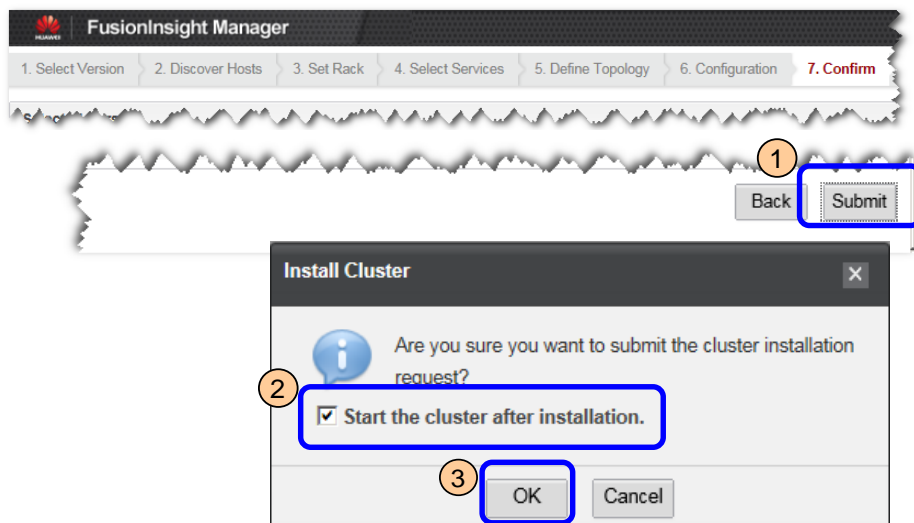 HUAWEI
FusionInsight Manager
1. Select Version 2. Discover Hosts 3. Set Rack 4. Select Services 5. Define Topology 6. Configuration 7. Confirm
1
Back Submit
Install Cluster
Are you sure you want to submit the cluster installation
request?
2
Start the cluster after installation.
3
OK Cancel